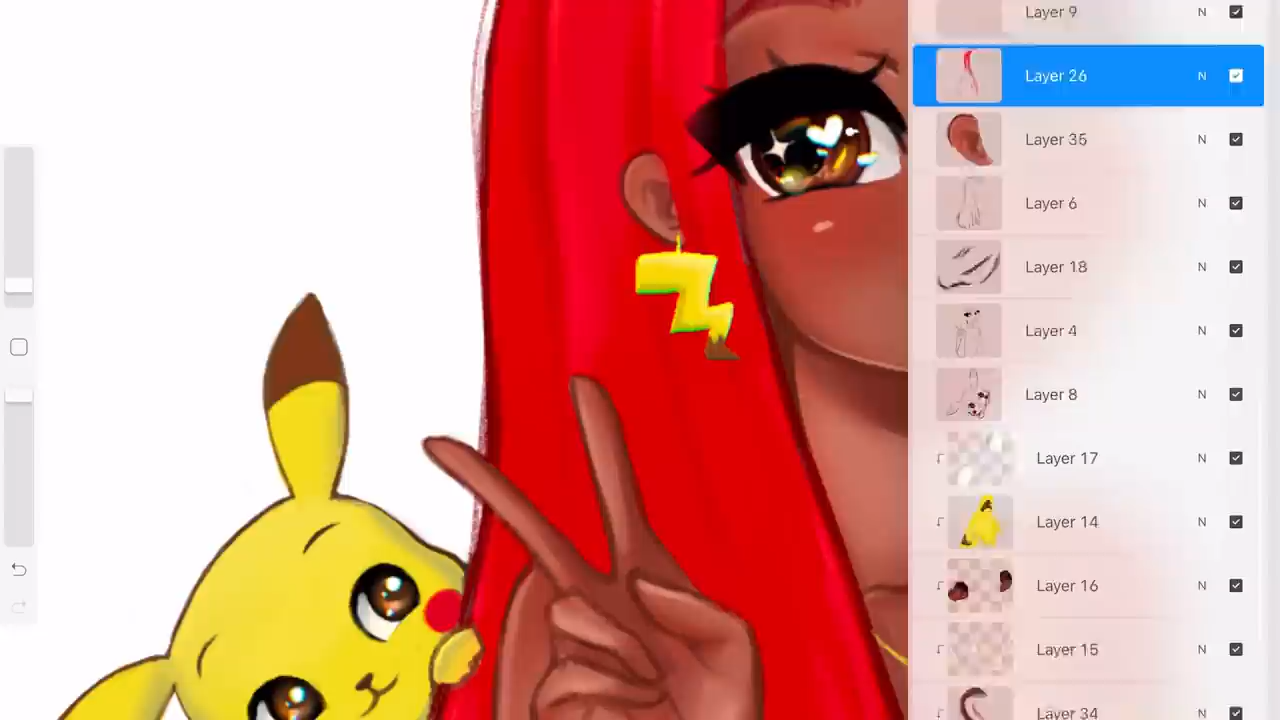 Layer 9 N
Layer 26 N
Layer 35 N
Layer 6 N
Layer 18 N
Layer 4 N
Layer 8 N
Layer 17 N
Layer 14 N
Layer 16 N
Layer 15 N
Layer 34 N